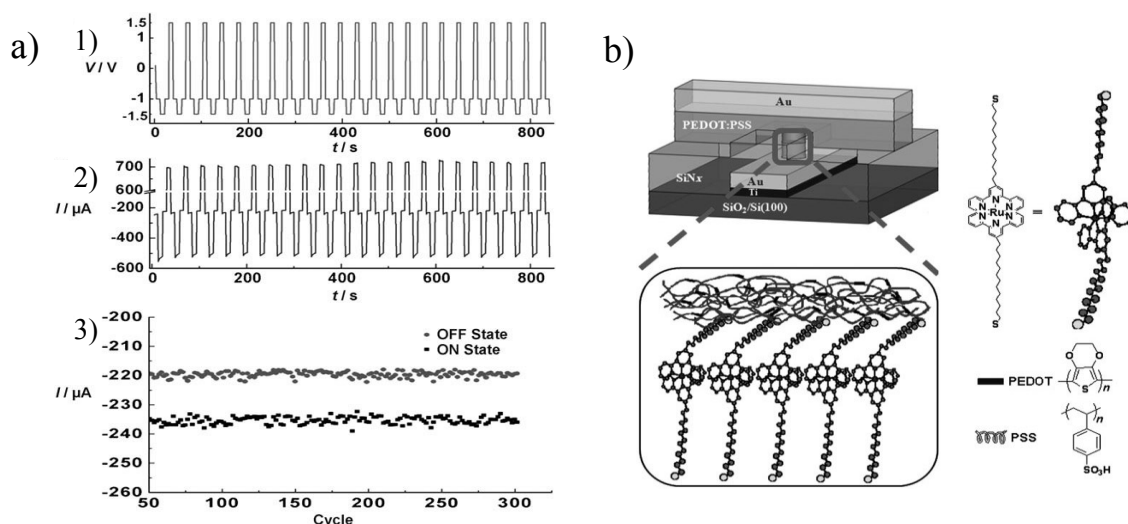 a)
1)
1.5
1
0
-1
-1.5
V / V
0
200
400
600
800
t / s
2)
700
600
-200
-400
-600
I / µA
0
200
400
600
800
t / s
3)
-200
-210
-220
-230
-240
-250
-260
I / µA
OFF State
ON State
50
100
150
200
250
300
Cycle
b)
Au
PEDOT:PSS
SiNx
Au
Ti
SiO2/Si(100)
S
N
N
N
Ru
N
N
N
S
=
PEDOT
O
O
S
n
PSS
n
SO3H